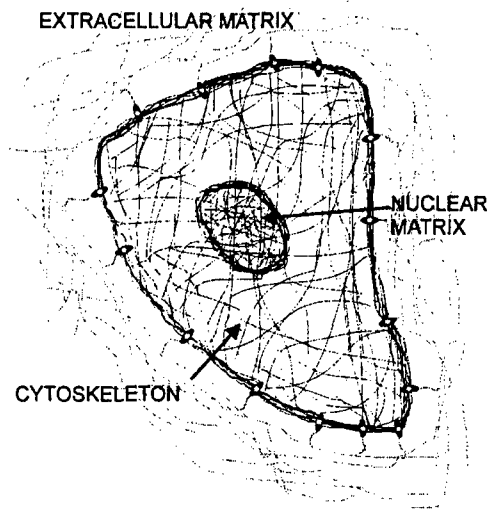 EXTRACELLULAR MATRIX
NUCLEAR
MATRIX
CYTOSKELETON